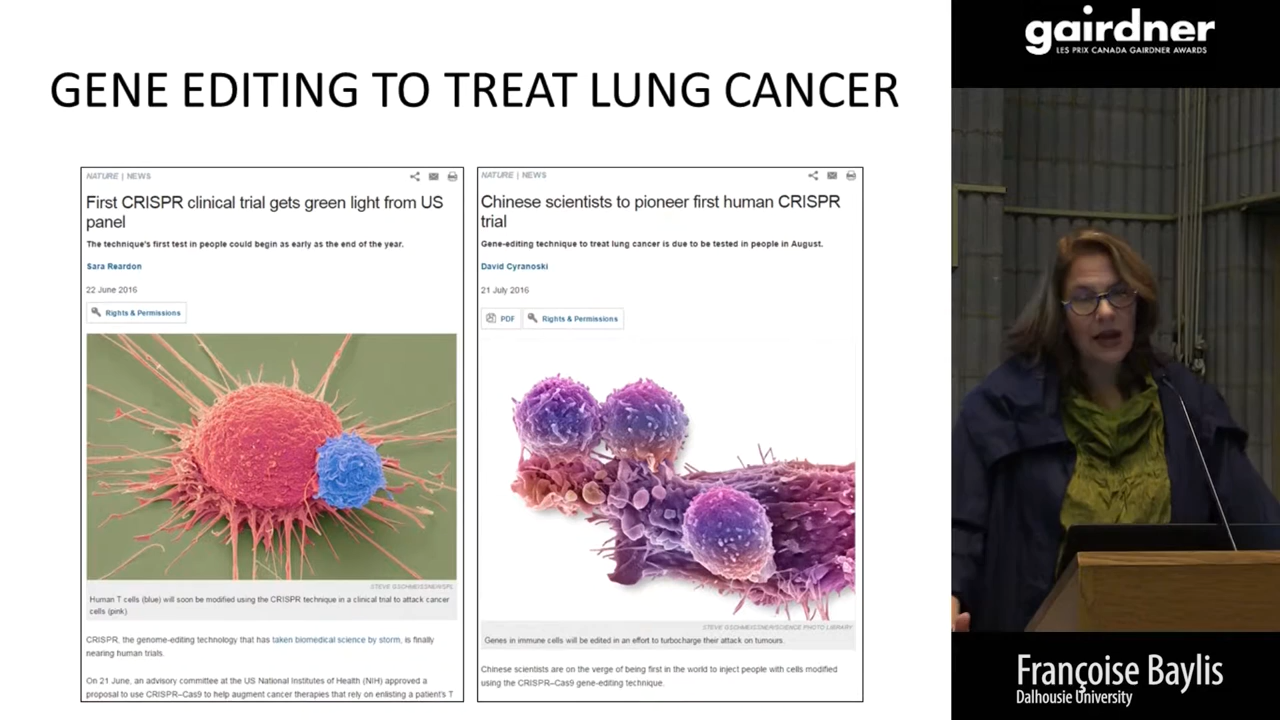 GENE EDITING TO TREAT LUNG CANCER
NATURE | NEWS
First CRISPR clinical trial gets green light from US
panel
The technique's first test in people could begin as early as the end of the year.
Sara Reardon
22 June 2016
Rights & Permissions
STEVE GSCHMEISSNER/SPL
Human T cells (blue) will soon be modified using the CRISPR technique in a clinical trial to attack cancer
cells (pink)
CRISPR, the genome-editing technology that has taken biomedical science by storm, is finally
nearing human trials.
On 21 June, an advisory committee at the US National Institutes of Health (NIH) approved a
proposal to use CRISPR–Cas9 to help augment cancer therapies that rely on enlisting a patient's T
NATURE | NEWS
Chinese scientists to pioneer first human CRISPR
trial
Gene-editing technique to treat lung cancer is due to be tested in people in August.
David Cyranoski
21 July 2016
PDF
Rights & Permissions
STEVE GSCHMEISSNER/SCIENCE PHOTO LIBRARY
Genes in immune cells will be edited in an effort to turbocharge their attack on tumours.
Chinese scientists are on the verge of being first in the world to inject people with cells modified
using the CRISPR–Cas9 gene-editing technique.
gairdner
LES PRIX CANADA GAIRDNER AWARDS
Françoise Baylis
Dalhousie University